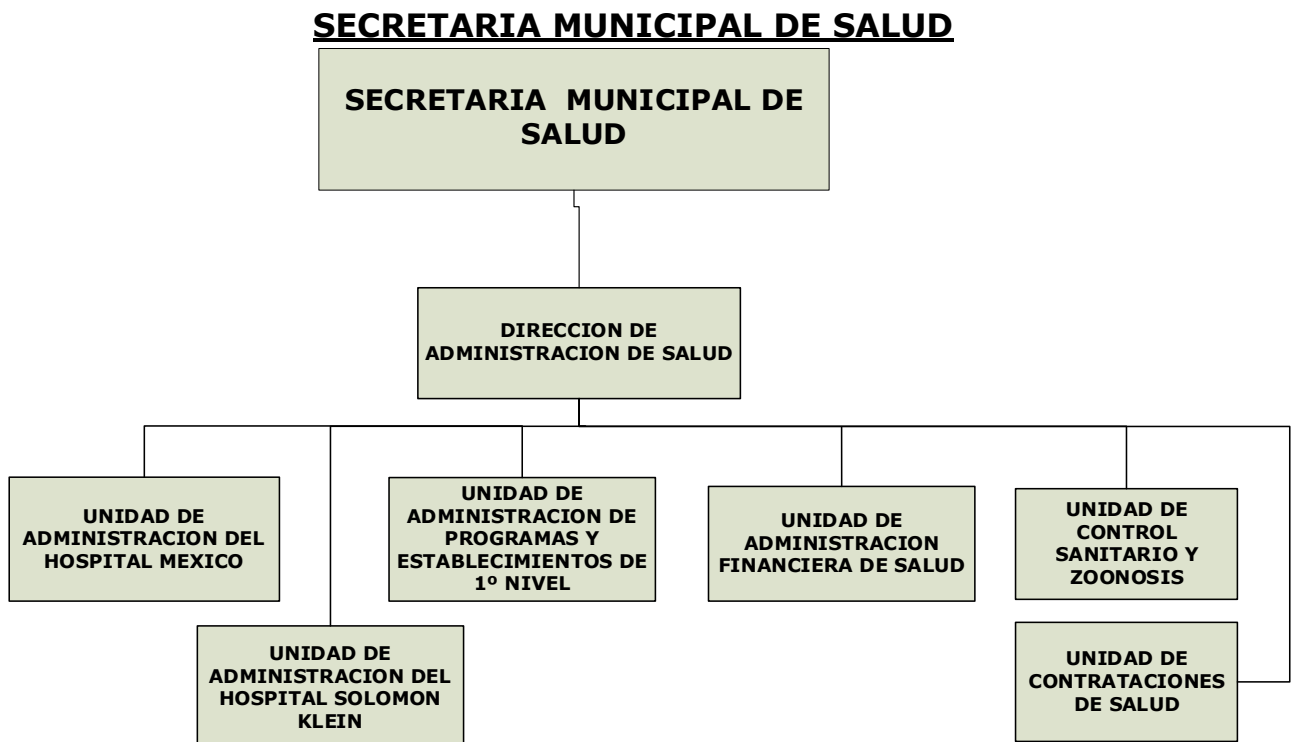 SECRETARIA MUNICIPAL DE SALUD
SECRETARIA MUNICIPAL DE
SALUD
DIRECCION DE
ADMINISTRACION DE SALUD
UNIDAD DE
ADMINISTRACION DEL
HOSPITAL MEXICO
UNIDAD DE
ADMINISTRACION DE
PROGRAMAS Y
ESTABLECIMIENTOS DE
1º NIVEL
UNIDAD DE
ADMINISTRACION
FINANCIERA DE SALUD
UNIDAD DE
CONTROL
SANITARIO Y
ZOONOSIS
UNIDAD DE
ADMINISTRACION DEL
HOSPITAL SOLOMON
KLEIN
UNIDAD DE
CONTRATACIONES
DE SALUD